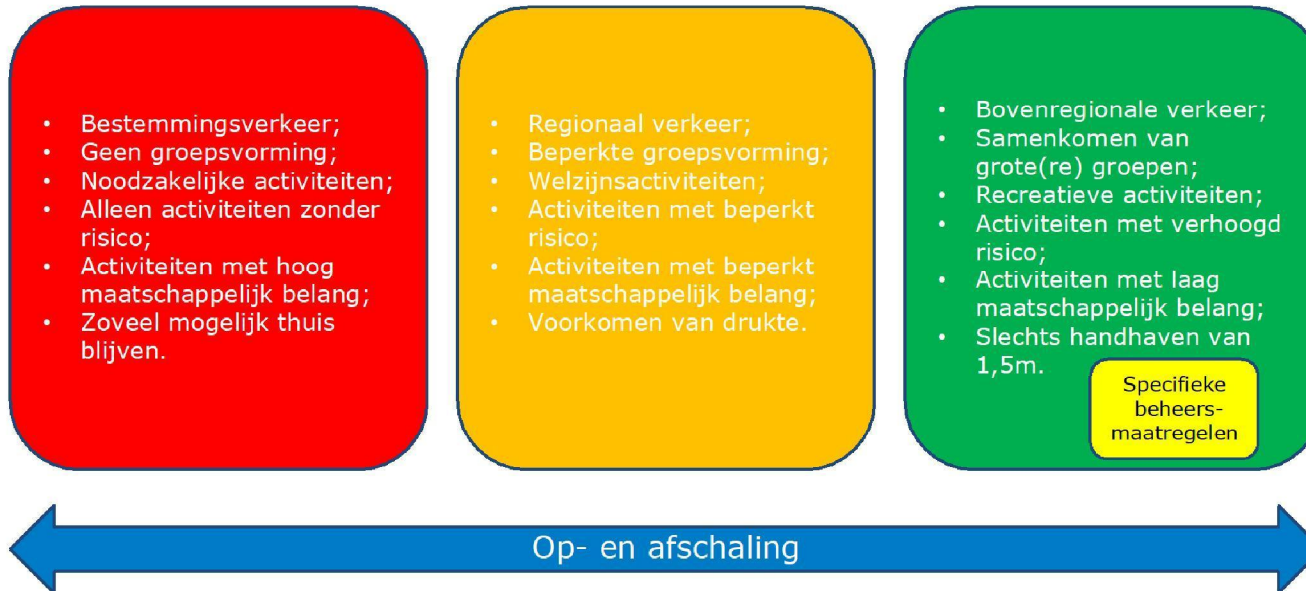 • Bestemmingsverkeer;
• Geen groepsvorming;
• Noodzakelijke activiteiten;
• Alleen activiteiten zonder
risico;
• Activiteiten met hoog
maatschappelijk belang;
• Zoveel mogelijk thuis
blijven.
• Regionaal verkeer;
• Beperkte groepsvorming;
• Welzijnsactiviteiten;
• Activiteiten met beperkt
risico;
• Activiteiten met beperkt
maatschappelijk belang;
• Voorkomen van drukte.
• Bovenregionale verkeer;
• Samenkomen van
grote(re) groepen;
• Recreatieve activiteiten;
• Activiteiten met verhoogd
risico;
• Activiteiten met laag
maatschappelijk belang;
• Slechts handhaven van
1,5m.
Specifieke
beheers-
maatregelen
Op- en afschaling